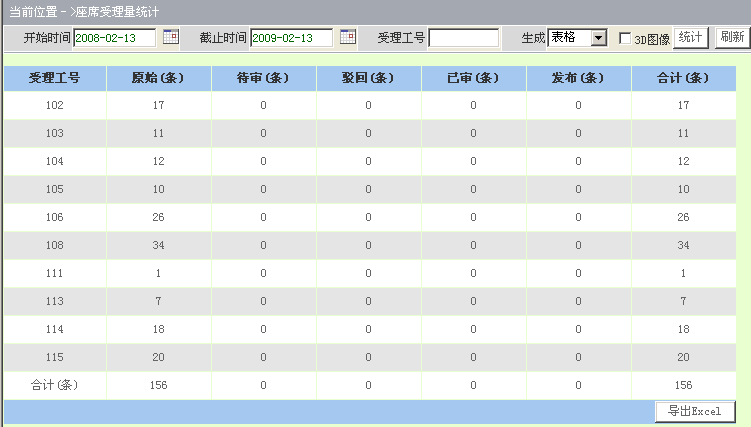 当前位置->座席受理量统计
开始时间 2008-02-13 截止时间 2009-02-13 受理工号 生成 表格 3D图像 统计 刷新
受理工号 原始(条) 待审(条) 驳回(条) 已审(条) 发布(条) 合计(条)
102 17 0 0 0 0 17
103 11 0 0 0 0 11
104 12 0 0 0 0 12
105 10 0 0 0 0 10
106 26 0 0 0 0 26
108 34 0 0 0 0 34
111 1 0 0 0 0 1
113 7 0 0 0 0 7
114 18 0 0 0 0 18
115 20 0 0 0 0 20
合计(条) 156 0 0 0 0 156
导出Excel